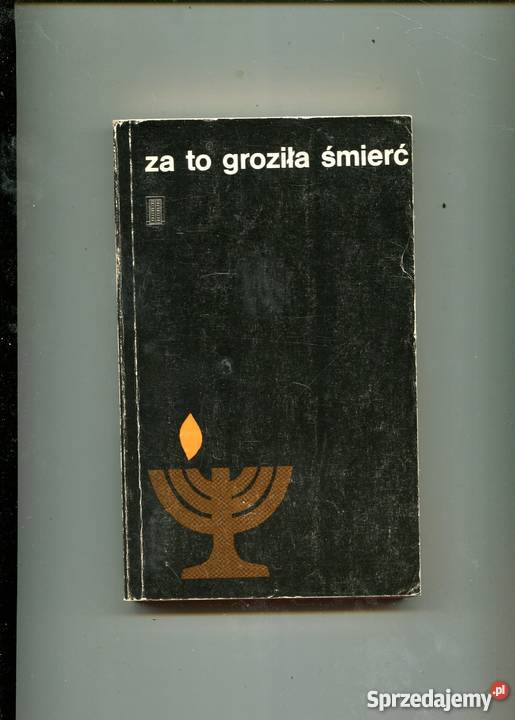 za to groziła śmierć
Sprzedajemy.pl